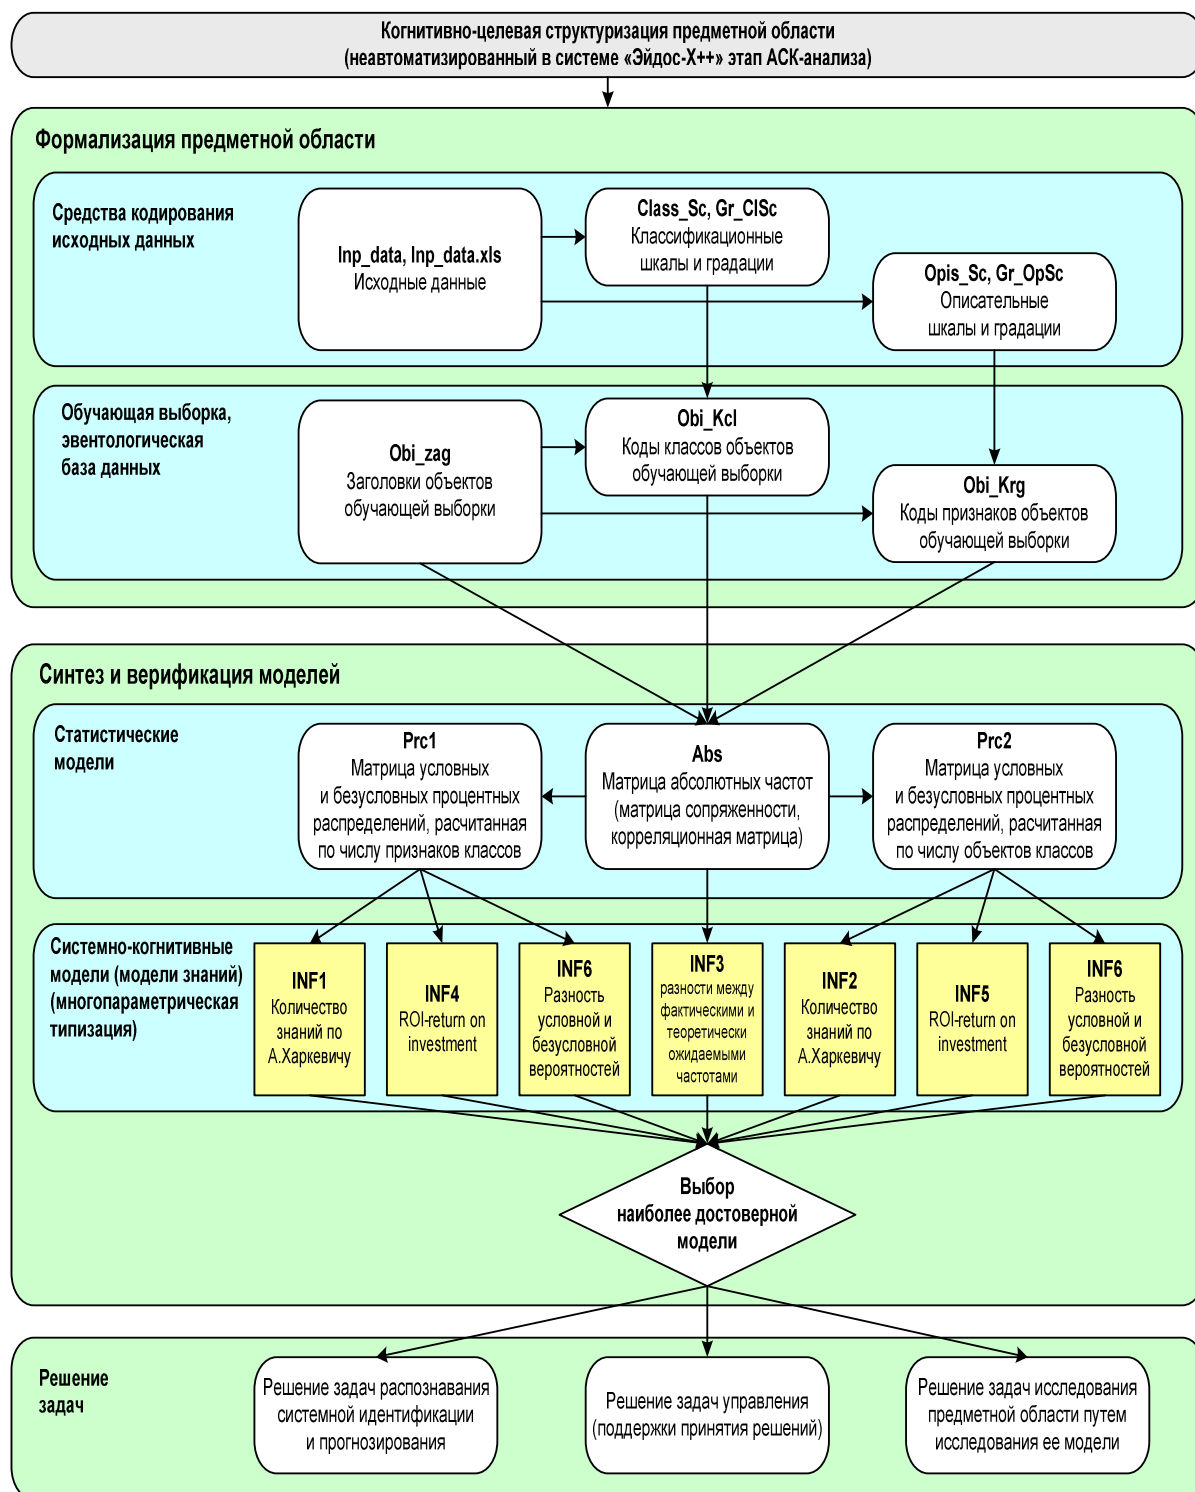 Когнитивно-целевая структуризация предметной области
(неавтоматизированный в системе «Эйдос-Х++» этап АСК-анализа)
Формализация предметной области
Средства кодирования
исходных данных
Inp_data, Inp_data.xls
Исходные данные
Class_Sc, Gr_ClSc
Классификационные
шкалы и градации
Opis_Sc, Gr_OpSc
Описательные
шкалы и градации
Обучающая выборка,
эвентологическая
база данных
Obi_zag
Заголовки объектов
обучающей выборки
Obi_Kcl
Коды классов объектов
обучающей выборки
Obi_Krg
Коды признаков объектов
обучающей выборки
Синтез и верификация моделей
Статистические
модели
Prc1
Матрица условных
и безусловных процентных
распределений, расчитанная
по числу признаков классов
Abs
Матрица абсолютных частот
(матрица сопряженности,
корреляционная матрица)
Prc2
Матрица условных
и безусловных процентных
распределений, расчитанная
по числу объектов классов
Системно-когнитивные
модели (модели знаний)
(многопараметрическая
типизация)
INF1
Количество
знаний по
А.Харкевичу
INF4
ROI-return on
investment
INF6
Разность
условной и
безусловной
вероятностей
INF3
разности между
фактическими и
теоретически
ожидаемыми
частотами
INF2
Количество
знаний по
А.Харкевичу
INF5
ROI-return on
investment
INF6
Разность
условной и
безусловной
вероятностей
Выбор
наиболее достоверной
модели
Решение
задач
Решение задач распознавания
системной идентификации
и прогнозирования
Решение задач управления
(поддержки принятия решений)
Решение задач исследования
предметной области путем
исследования ее модели